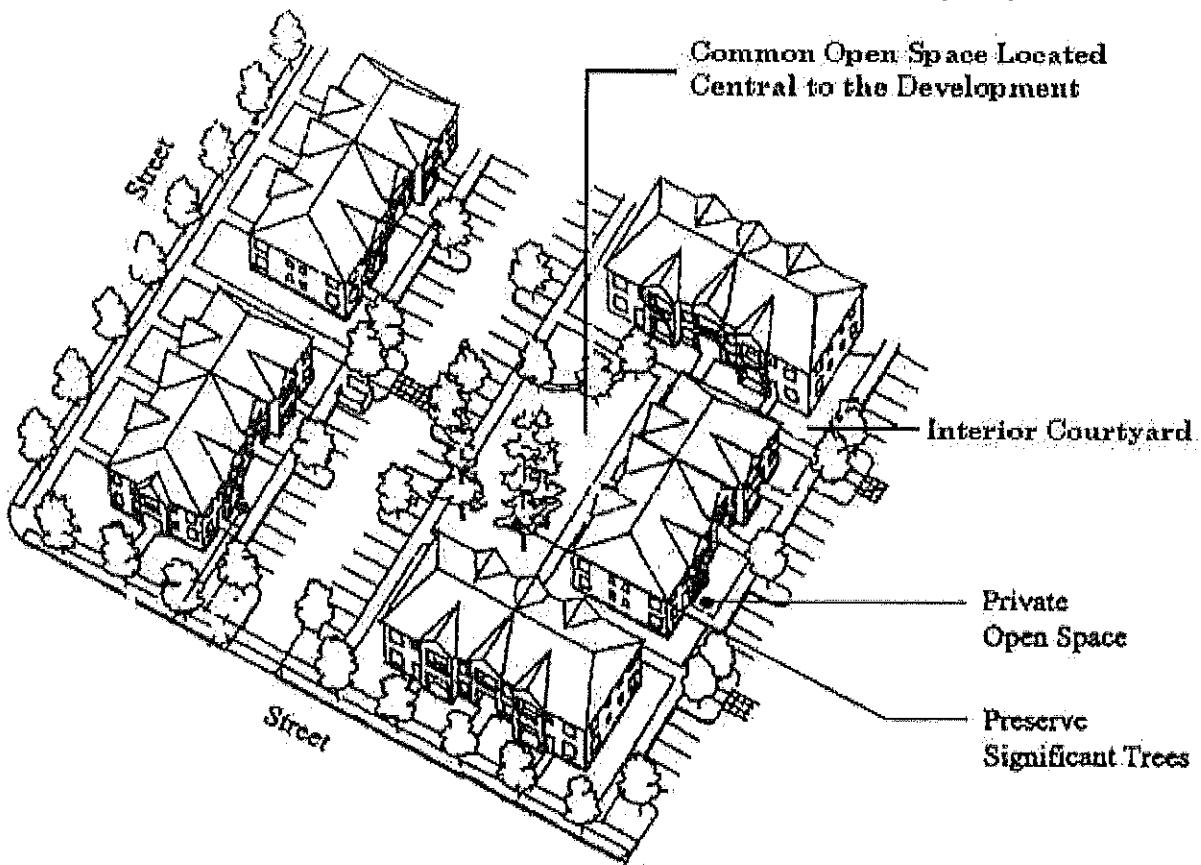 Common Open Space Located
Central to the Development
Street
Interior Courtyard
Private
Open Space
Street
Preserve
Significant Trees